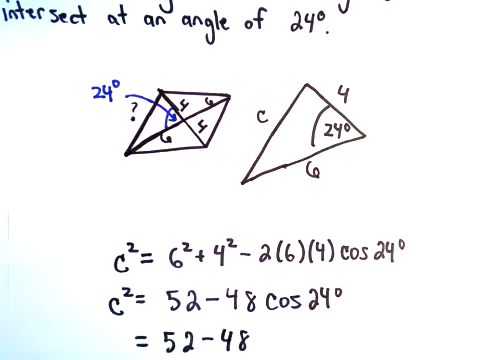 intersect at an angle of 24°.
24°
?
4
6
4
6
c
4
24°
6
c² = 6² + 4² - 2(6)(4) cos 24°
c² = 52 - 48 cos 24°
= 52 - 48